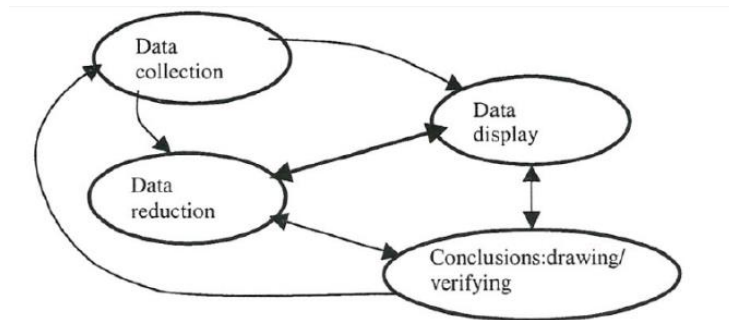 Data
collection
Data
display
Data
reduction
Conclusions:drawing/
verifying